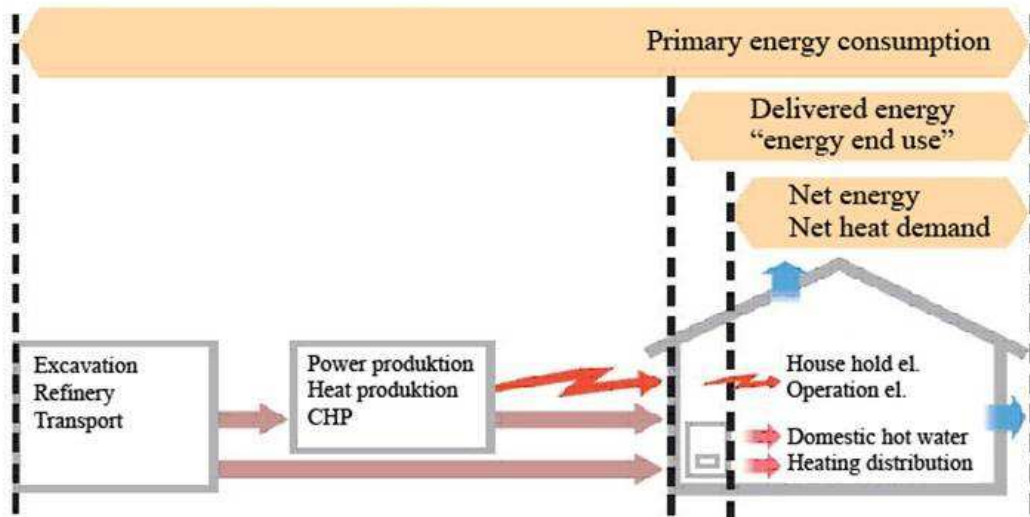 Primary energy consumption
Delivered energy
“energy end use”
Net energy
Net heat demand
Excavation
Refinery
Transport
Power produktion
Heat produktion
CHP
House hold el.
Operation el.
Domestic hot water
Heating distribution